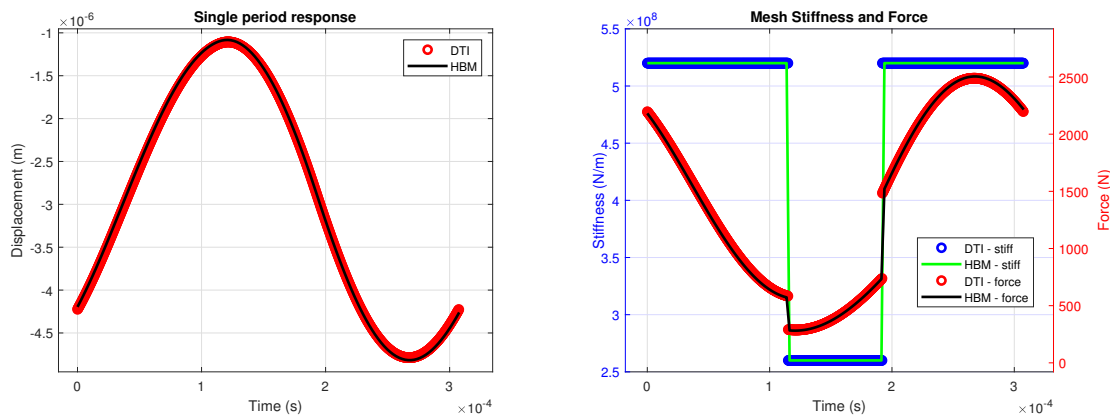 Single period response
×10⁻⁶
-1
-1.5
-2
-2.5
-3
-3.5
-4
-4.5
Displacement (m)
0
1
2
3
Time (s)
×10⁻⁴
DTI
HBM
Mesh Stiffness and Force
×10⁸
5.5
5
4.5
4
3.5
3
2.5
Stiffness (N/m)
2500
2000
1500
1000
500
0
Force (N)
DTI - stiff
HBM - stiff
DTI - force
HBM - force
0
1
2
3
Time (s)
×10⁻⁴